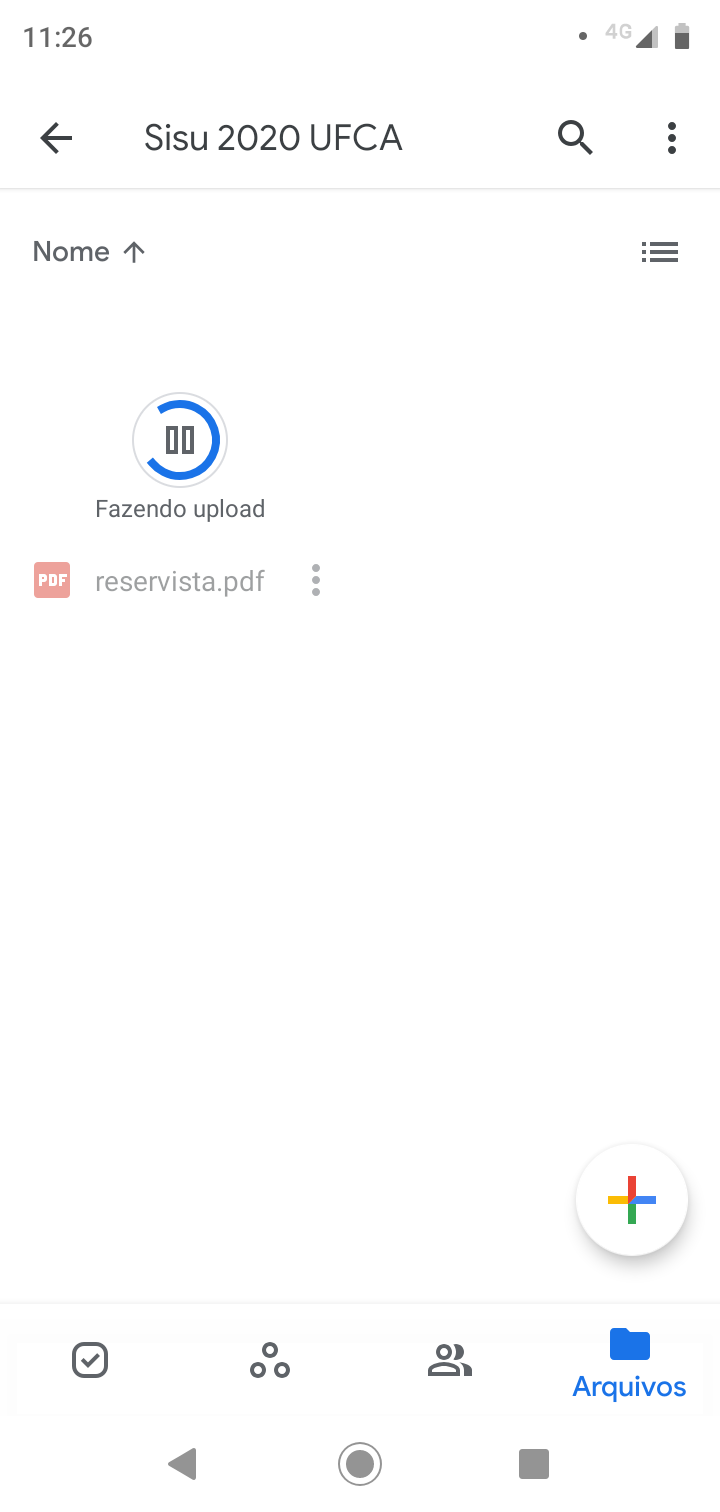 11:26
4G
Sisu 2020 UFCA
Nome
Fazendo upload
PDF reservista.pdf
Arquivos